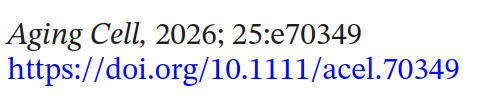 Aging Cell, 2026; 25:e70349
https://doi.org/10.1111/acel.70349